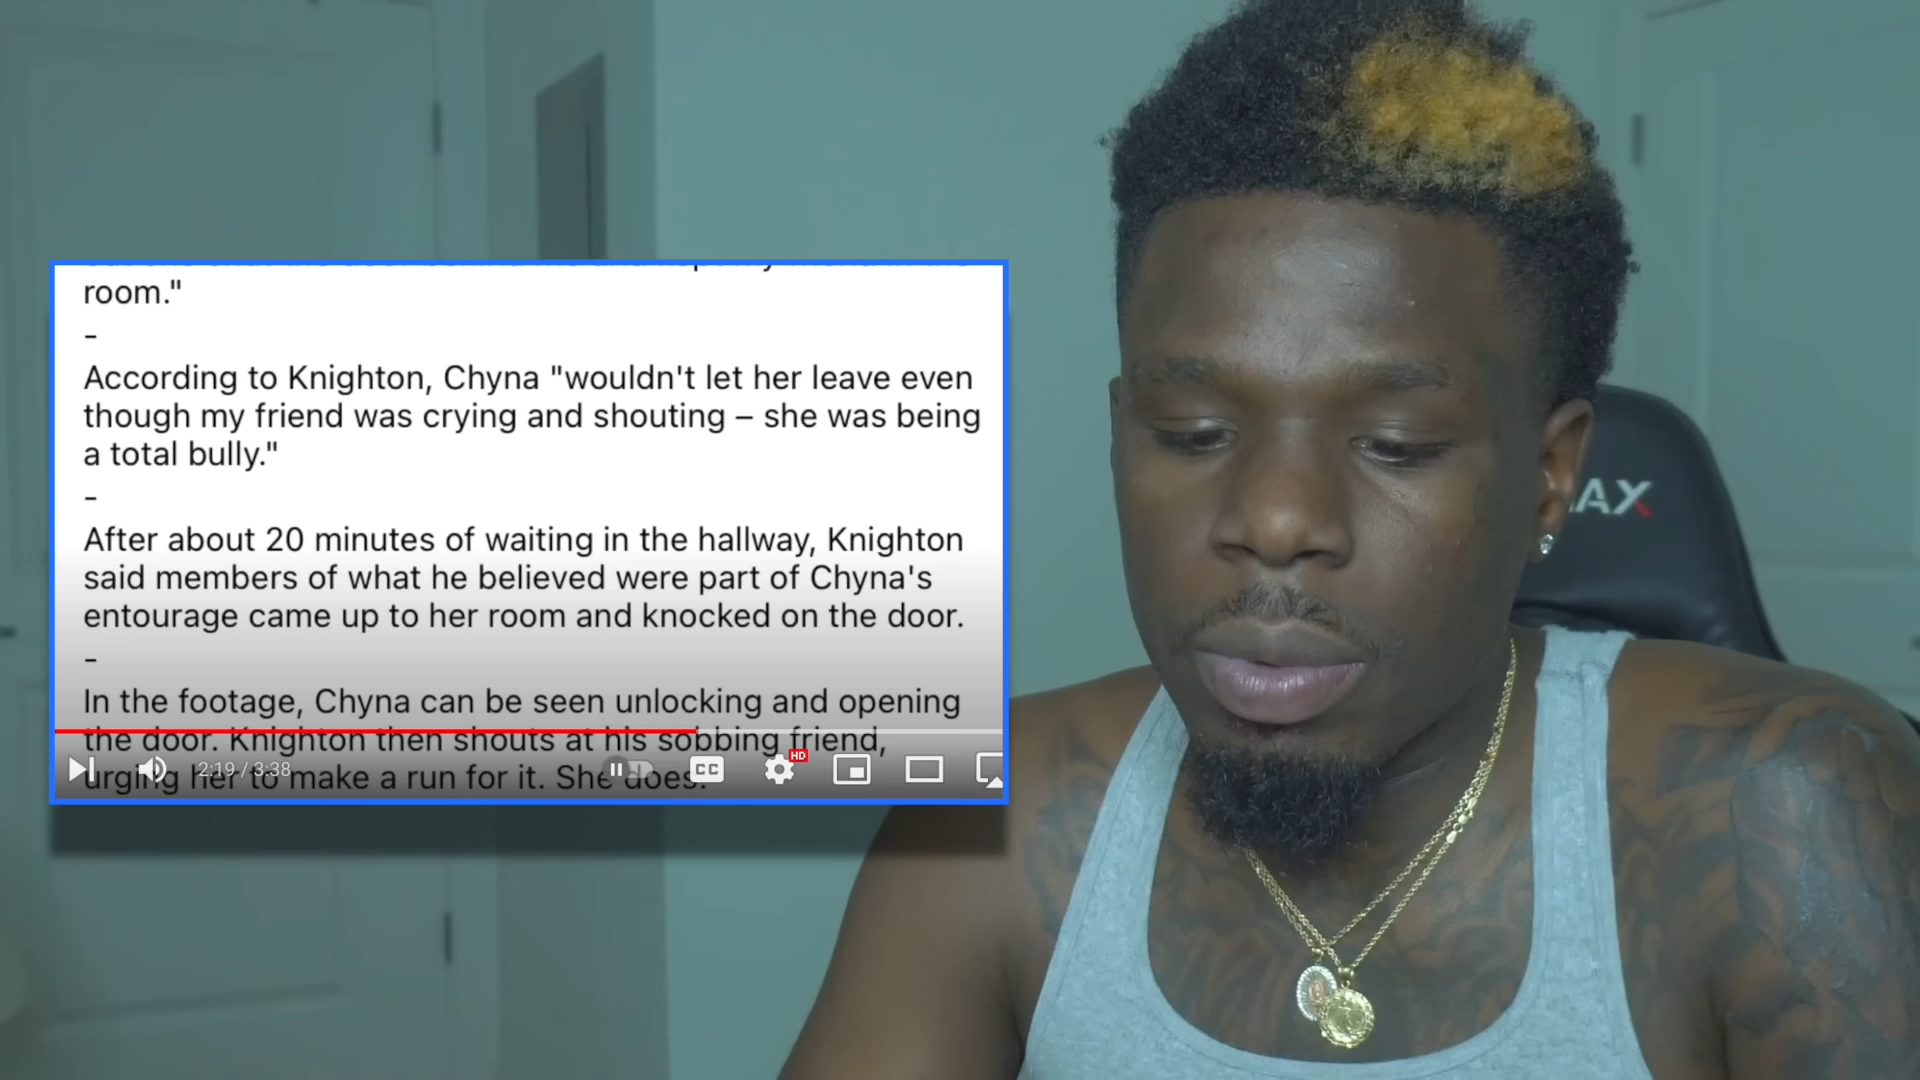 room."
-
According to Knighton, Chyna "wouldn't let her leave even
though my friend was crying and shouting – she was being
a total bully."
-
After about 20 minutes of waiting in the hallway, Knighton
said members of what he believed were part of Chyna's
entourage came up to her room and knocked on the door.
-
In the footage, Chyna can be seen unlocking and opening
the door. Knighton then shouts at his sobbing friend,
urging her to make a run for it. She does.
2:19 / 3:38
CC
HD
AX